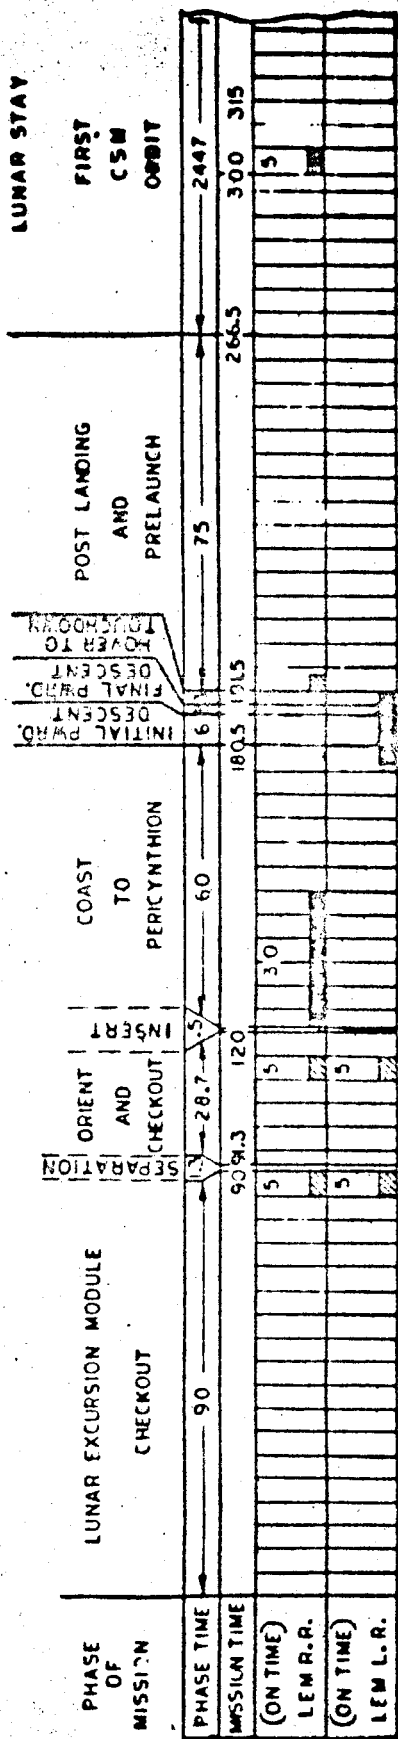 PHASE
OF
MISSION
LUNAR EXCURSION MODULE
CHECKOUT
SEPARATION
ORIENT
AND
CHECKOUT
INSERT
COAST
TO
PERICYNTHION
INITIAL PWRD.
DESCENT
FINAL PWRD.
DESCENT
HOVER TO
TOUCHDOWN
POST LANDING
AND
PRELAUNCH
LUNAR STAY
FIRST
CSM
ORBIT
PHASE TIME
90
28.7
.5
60
6
75
2447
MISSION TIME
90
91.3
120
180.5
191.5
266.5
300
315
(ON TIME)
LEM R.R.
5
5
30
5
(ON TIME)
LEM L.R.
5
5